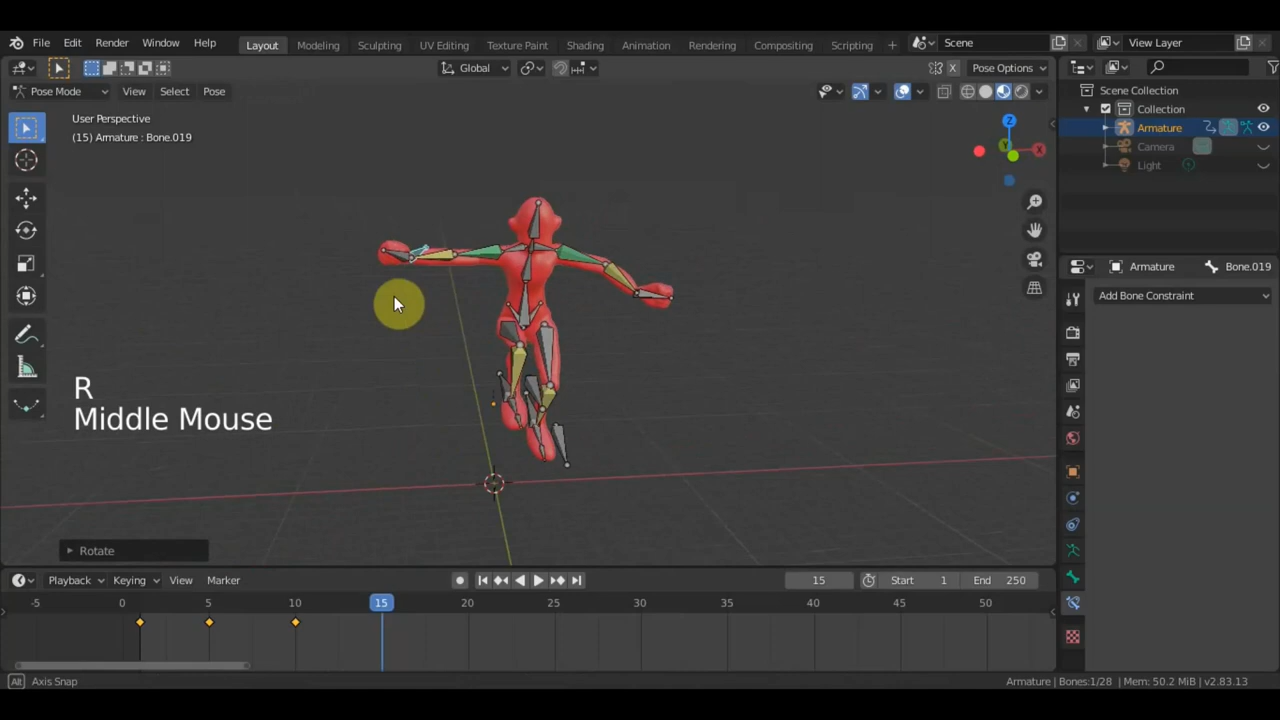 File Edit Render Window Help Layout Modeling Sculpting UV Editing Texture Paint Shading Animation Rendering Compositing Scripting + Scene View Layer
Global X Pose Options
Pose Mode View Select Pose
User Perspective
(15) Armature : Bone.019
Z
Y
X
Scene Collection
Collection
Armature
Camera
Light
Armature Bone.019
Add Bone Constraint
R
Middle Mouse
Rotate
Playback Keying View Marker 15 Start 1 End 250
-5 0 5 10 15 20 25 30 35 40 45 50
Alt Axis Snap Armature | Bones:1/28 | Mem: 50.2 MiB | v2.83.13